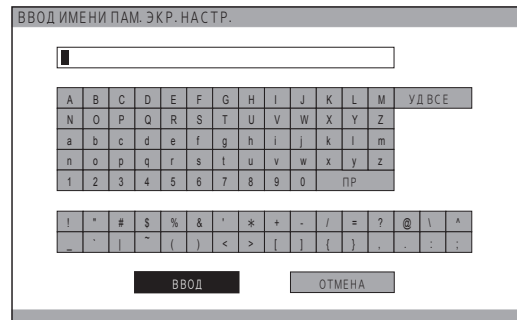 ВВОД ИМЕНИ ПАМ. ЭКР. НАСТР.
A B C D E F G H I J K L M УД ВСЕ
N O P Q R S T U V W X Y Z
a b c d e f g h i j k l m
n o p q r s t u v w x y z
1 2 3 4 5 6 7 8 9 0 ПР
! " # $ % & ' * + - / = ? @ \ ^
_ ` | ~ ( ) < > [ ] { } , . : ;
ВВОД ОТМЕНА